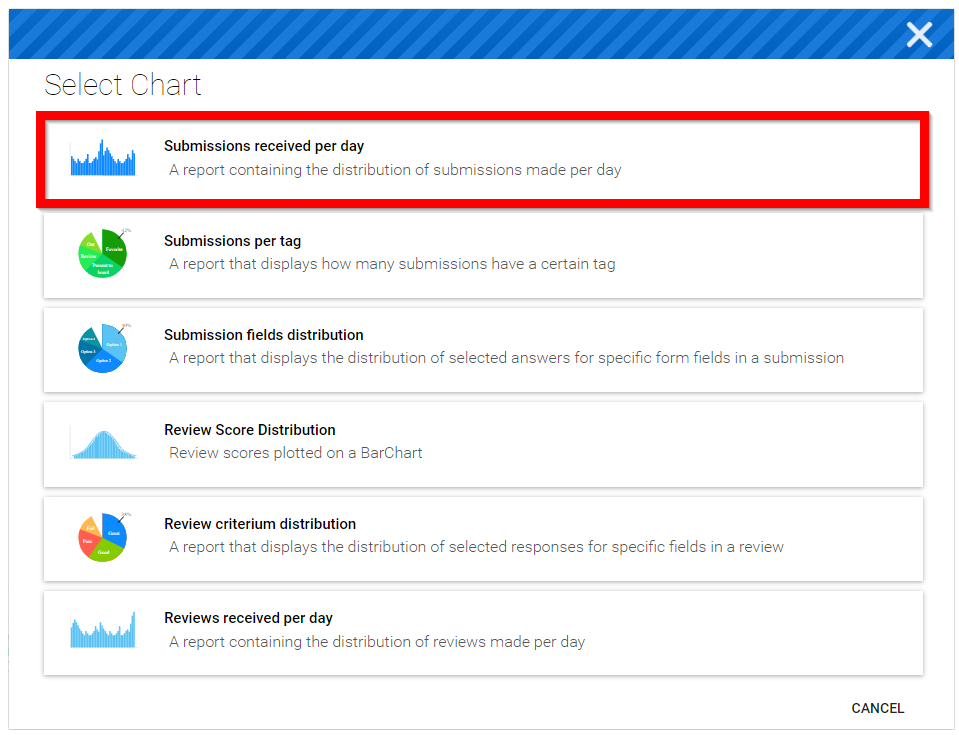 Select Chart
Submissions received per day
A report containing the distribution of submissions made per day
Submissions per tag
A report that displays how many submissions have a certain tag
Submission fields distribution
A report that displays the distribution of selected answers for specific form fields in a submission
Review Score Distribution
Review scores plotted on a BarChart
Review criterium distribution
A report that displays the distribution of selected responses for specific fields in a review
Reviews received per day
A report containing the distribution of reviews made per day
CANCEL